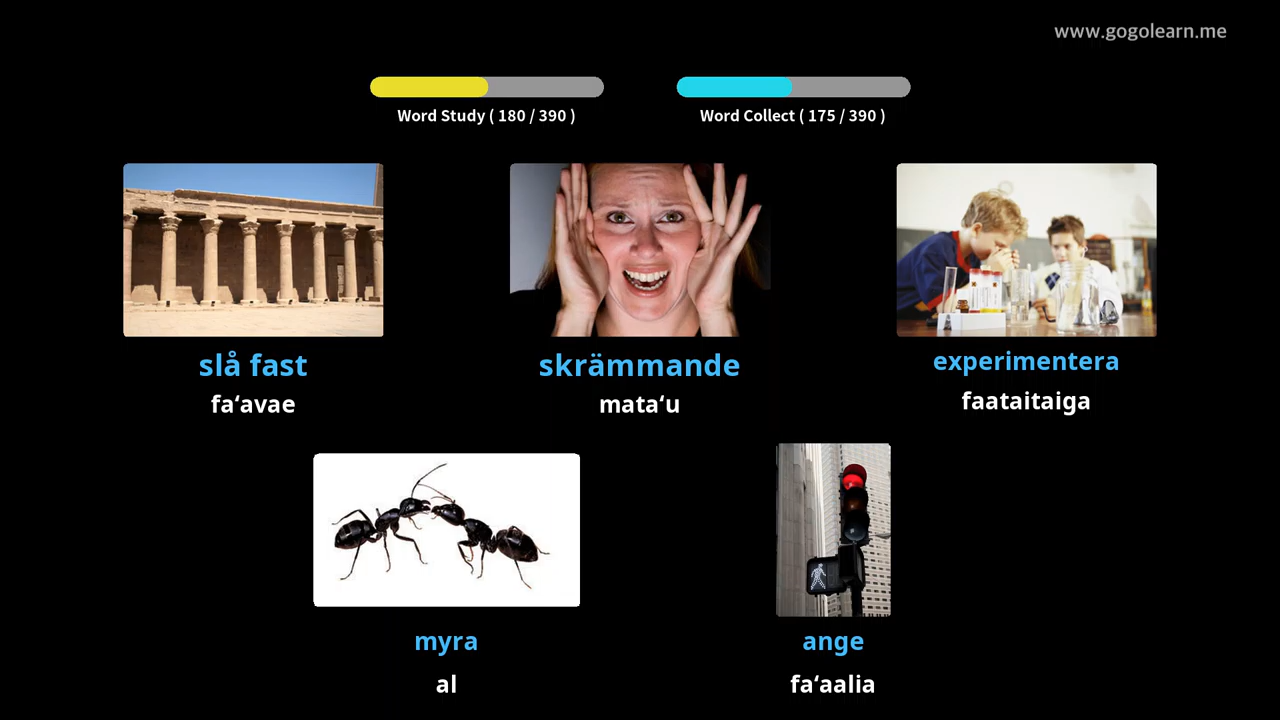 www.gogolearn.me
Word Study ( 180 / 390 )
Word Collect ( 175 / 390 )
slå fast
fa‘avae
skrämmande
mata‘u
experimentera
faataitaiga
myra
al
ange
fa‘aalia